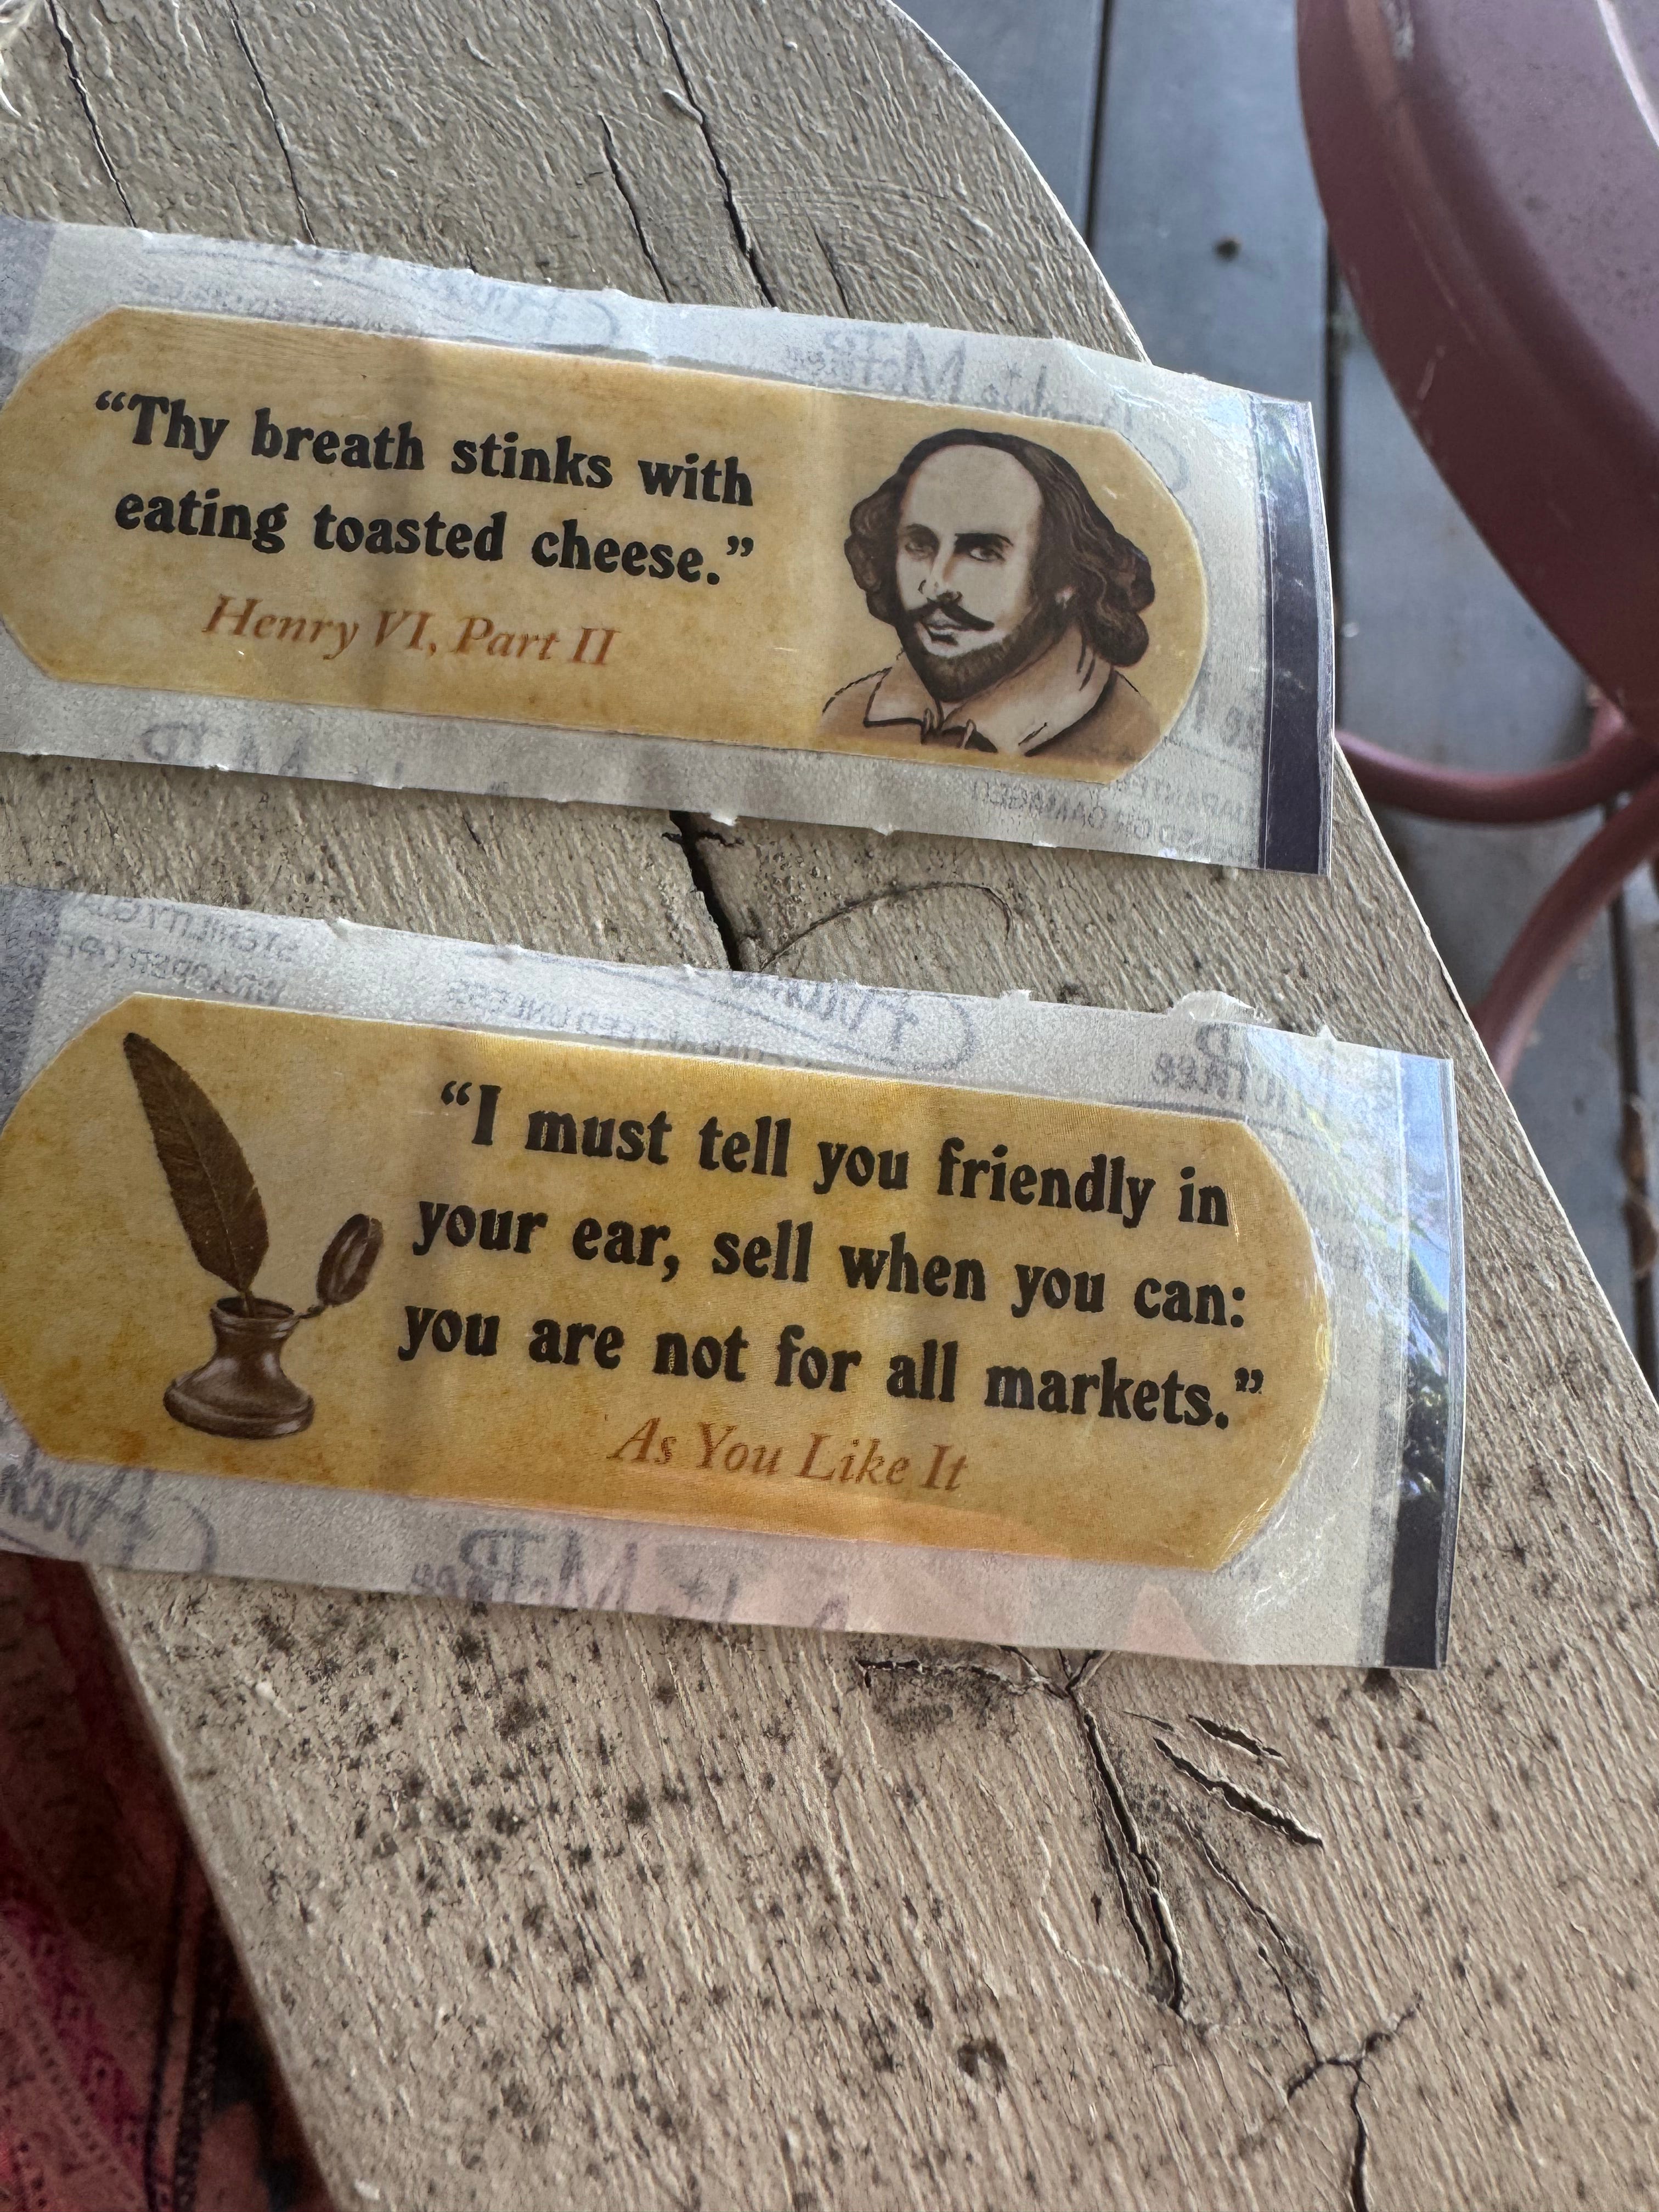 “Thy breath stinks with
eating toasted cheese.”
Henry VI, Part II
“I must tell you friendly in
your ear, sell when you can:
you are not for all markets.”
As You Like It